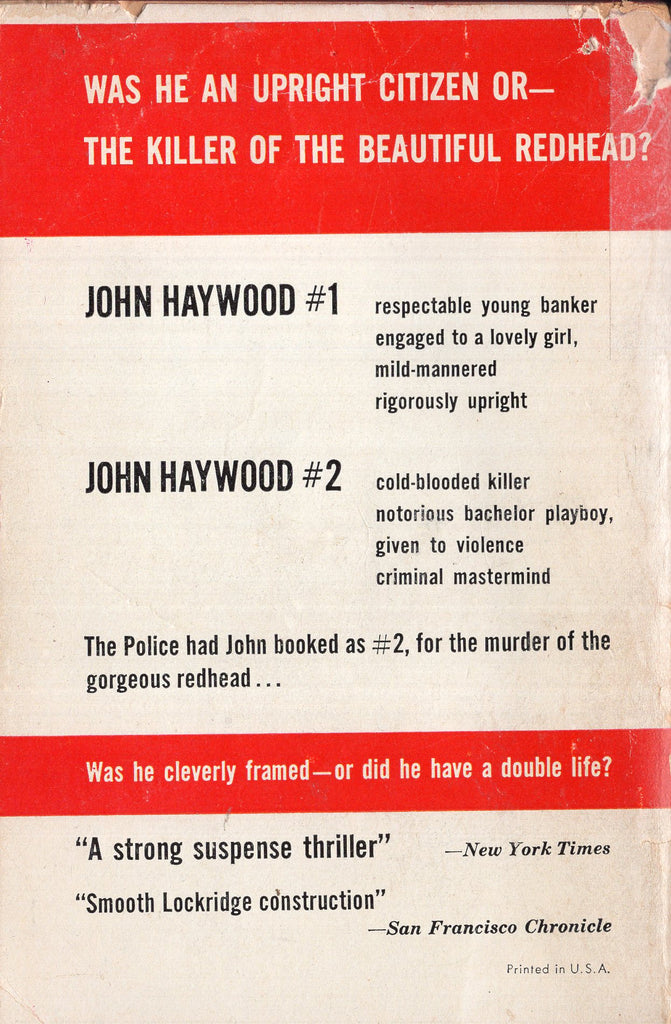 WAS HE AN UPRIGHT CITIZEN OR—
THE KILLER OF THE BEAUTIFUL REDHEAD?
JOHN HAYWOOD #1
respectable young banker
engaged to a lovely girl,
mild-mannered
rigorously upright
JOHN HAYWOOD #2
cold-blooded killer
notorious bachelor playboy,
given to violence
criminal mastermind
The Police had John booked as #2, for the murder of the
gorgeous redhead...
Was he cleverly framed—or did he have a double life?
"A strong suspense thriller" —New York Times
"Smooth Lockridge construction"
—San Francisco Chronicle
Printed in U.S.A.